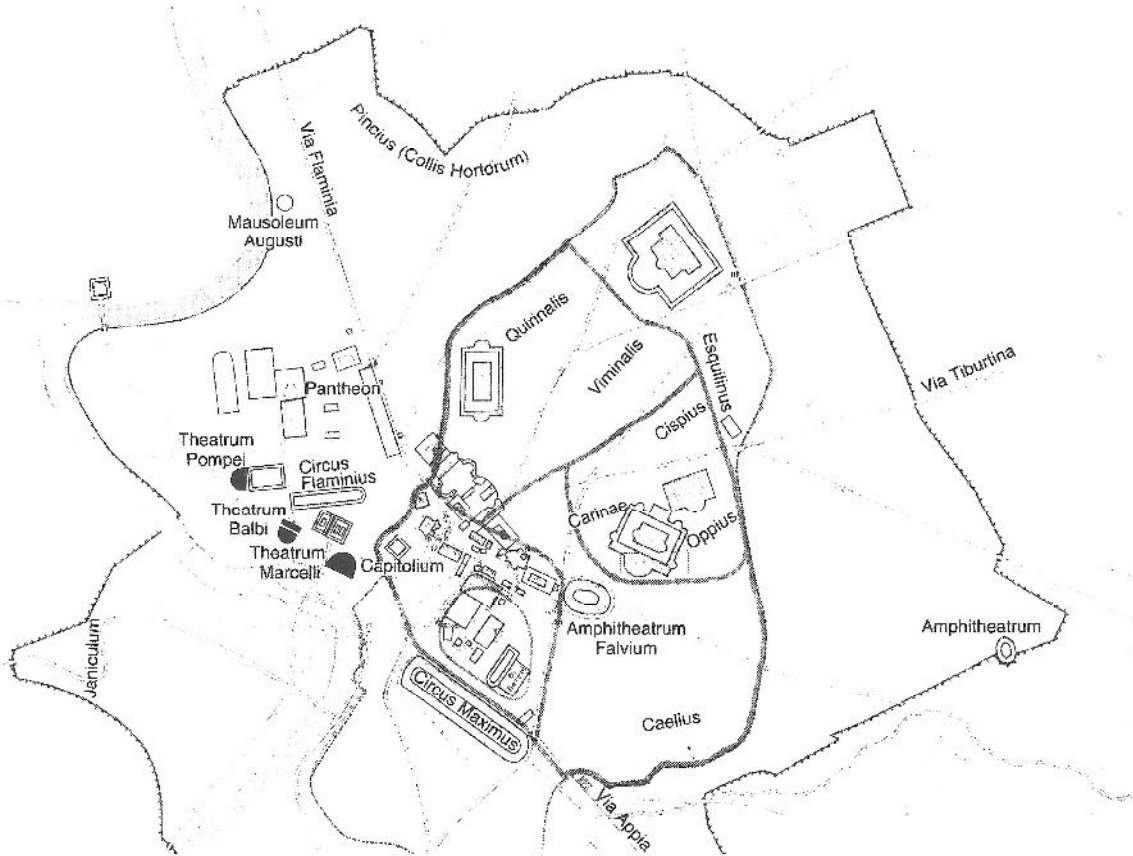 Via Flaminia
Pincius (Collis Hortorum)
Mausoleum
Augusti
Quirinalis
Viminalis
Esquilinus
Via Tiburtina
Pantheon
Cispius
Theatrum
Pompei
Circus
Flaminius
Theatrum
Balbi
Carinae
Oppius
Theatrum
Marcelli
Capitolium
Amphitheatrum
Falvium
Amphitheatrum
Janiculum
Circus Maximus
Caelius
Via Appia